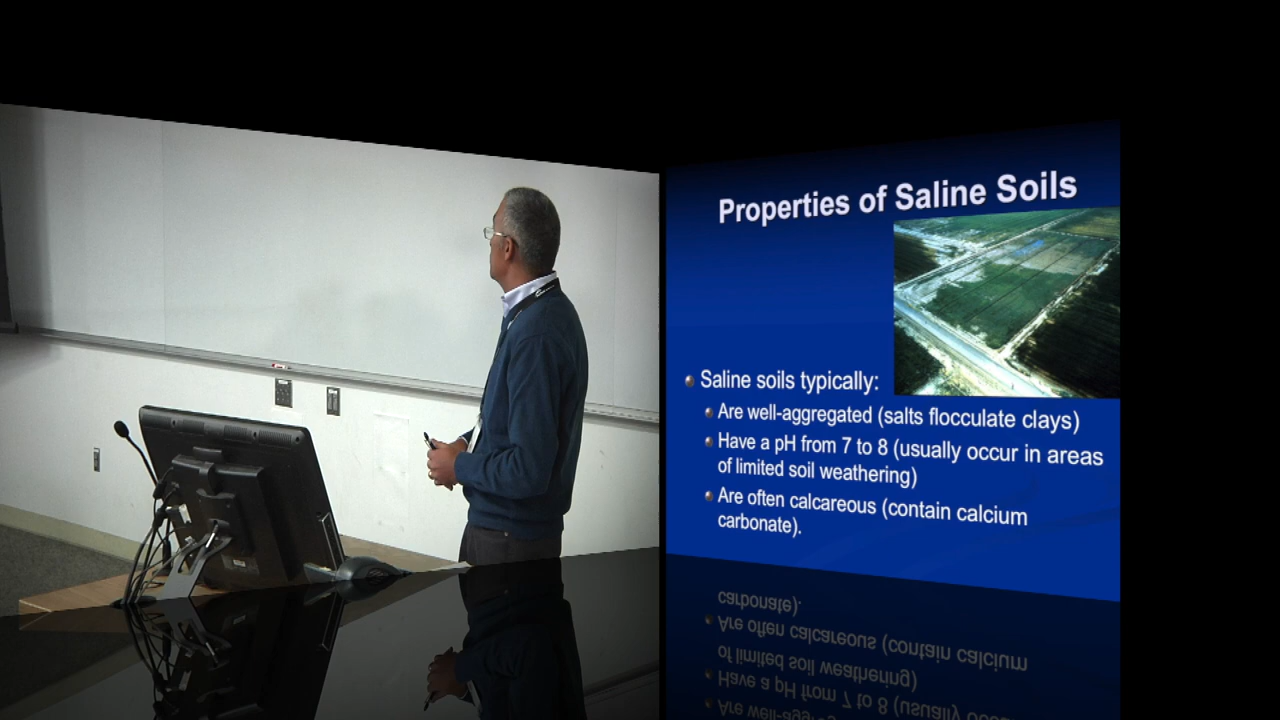 Properties of Saline Soils
Saline soils typically:
Are well-aggregated (salts flocculate clays)
Have a pH from 7 to 8 (usually occur in areas
of limited soil weathering)
Are often calcareous (contain calcium
carbonate).